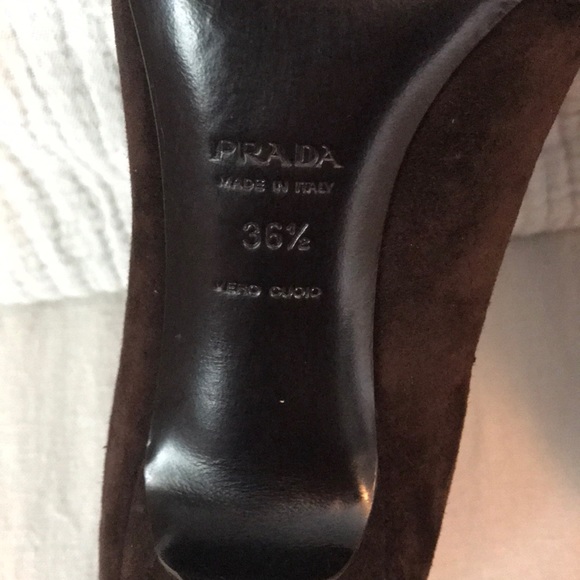 PRADA
MADE IN ITALY
36½
VERO CUOIO